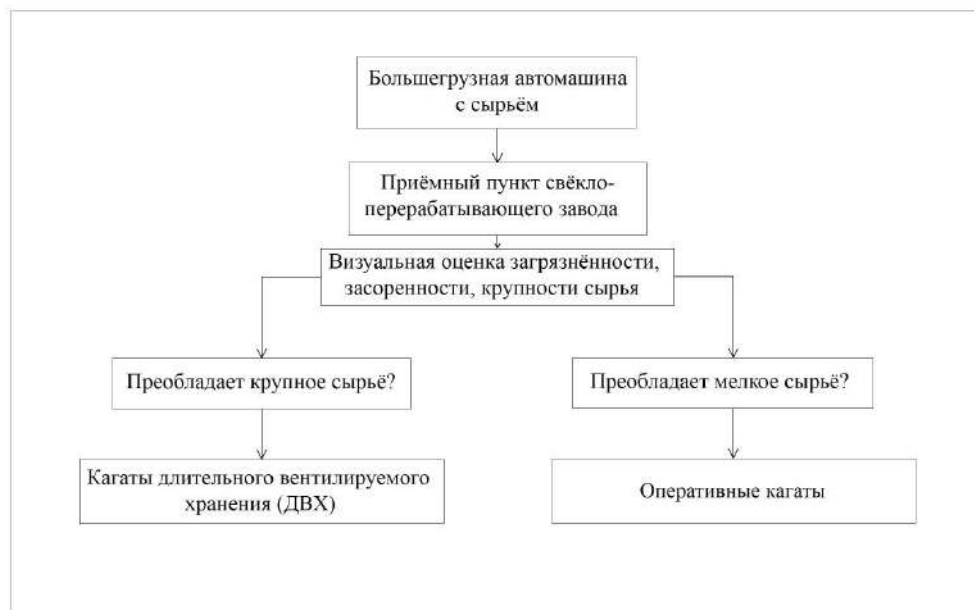 Большегрузная автомашина
с сырьём
Приёмный пункт свёкло-
перерабатывающего завода
Визуальная оценка загрязнённости,
засоренности, крупности сырья
Преобладает крупное сырьё?
Преобладает мелкое сырьё?
Кагаты длительного вентилируемого
хранения (ДВХ)
Оперативные кагаты